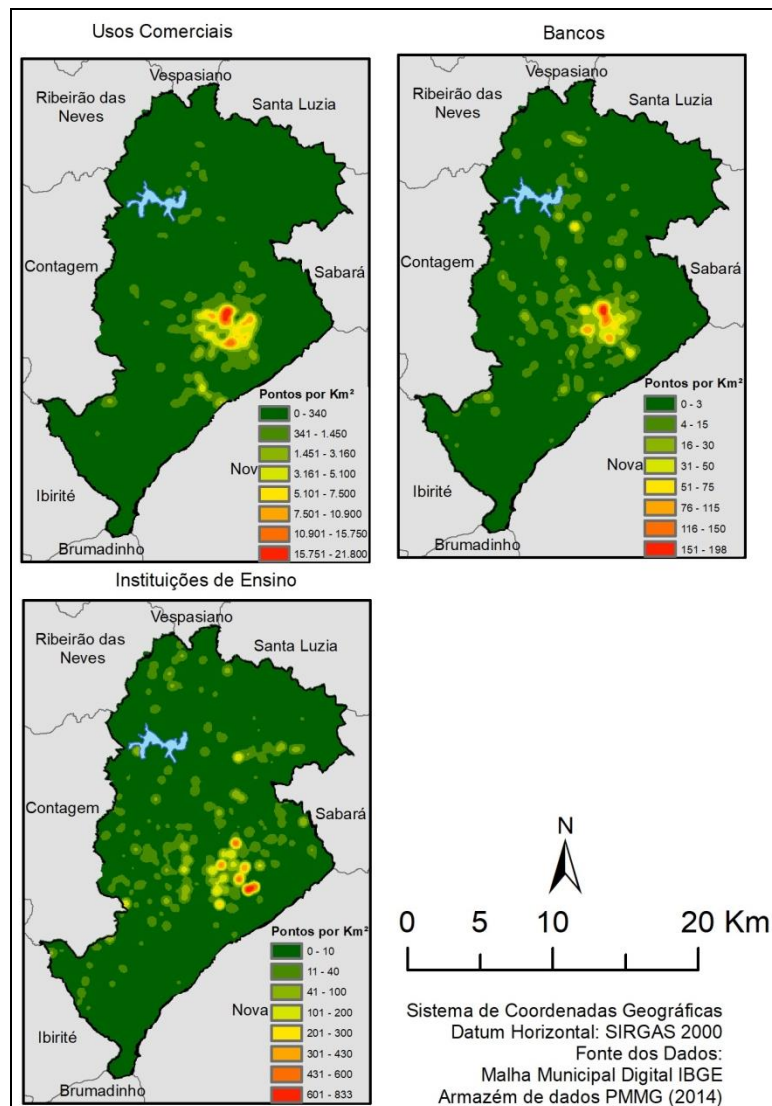 Usos Comerciais
Vespasiano
Ribeirão das
Neves
Santa Luzia
Contagem
Sabará
Pontos por Km²
0 - 340
341 - 1.450
1.451 - 3.160
3.161 - 5.100
5.101 - 7.500
7.501 - 10.900
10.901 - 15.750
15.751 - 21.800
Nova
Ibirité
Brumadinho
Bancos
Vespasiano
Ribeirão das
Neves
Santa Luzia
Contagem
Sabará
Pontos por Km²
0 - 3
4 - 15
16 - 30
31 - 50
51 - 75
76 - 115
116 - 150
151 - 198
Nova
Ibirité
Brumadinho
Instituições de Ensino
Vespasiano
Ribeirão das
Neves
Santa Luzia
Contagem
Sabará
Pontos por Km²
0 - 10
11 - 40
41 - 100
101 - 200
201 - 300
301 - 430
431 - 600
601 - 833
Nova
Ibirité
Brumadinho
N
0 5 10 20 Km
Sistema de Coordenadas Geográficas
Datum Horizontal: SIRGAS 2000
Fonte dos Dados:
Malha Municipal Digital IBGE
Armazém de dados PMMG (2014)